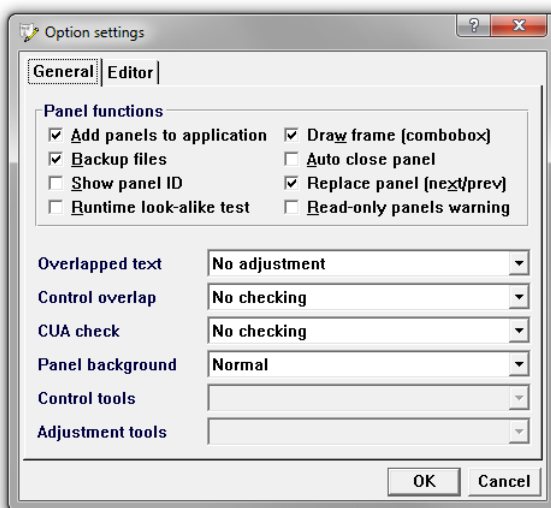 Option settings
?
General Editor
Panel functions
Add panels to application Draw frame (combobox)
Backup files Auto close panel
Show panel ID Replace panel (next/prev)
Runtime look-alike test Read-only panels warning
Overlapped text No adjustment
Control overlap No checking
CUA check No checking
Panel background Normal
Control tools
Adjustment tools
OK Cancel